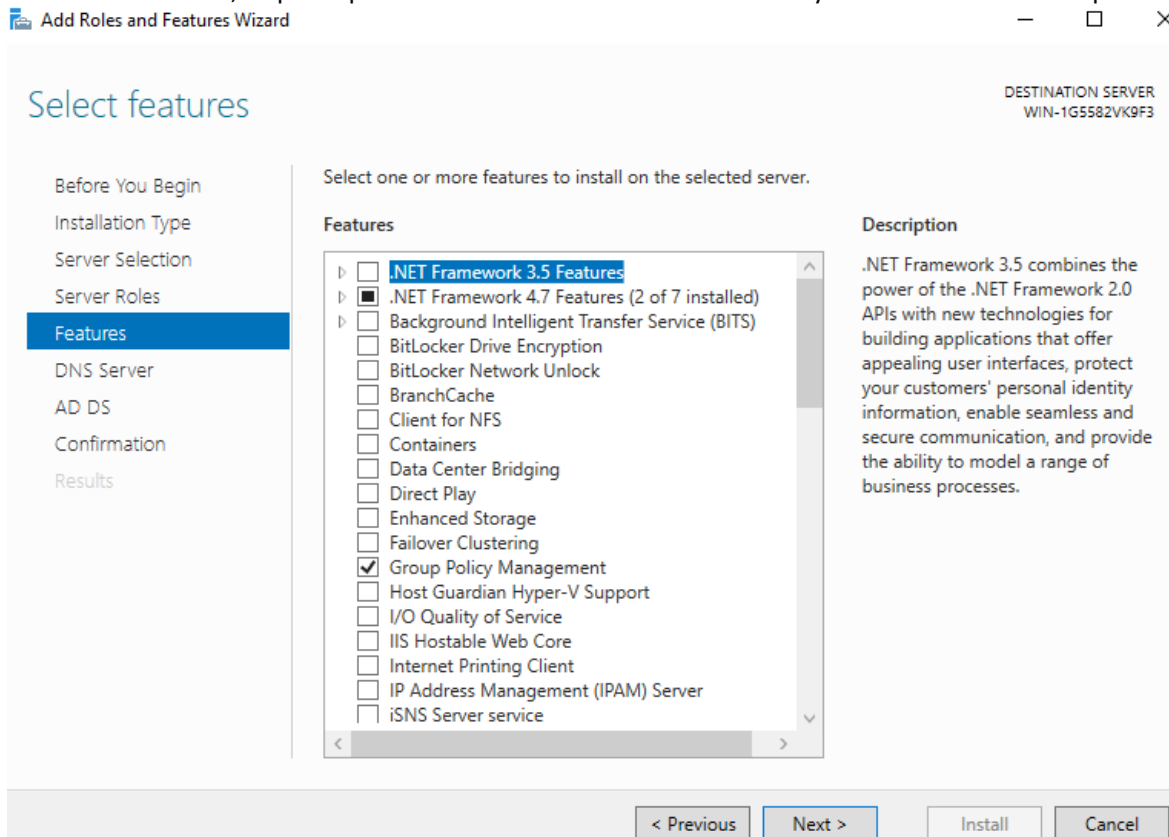 Add Roles and Features Wizard
Select features
DESTINATION SERVER
WIN-1G5582VK9F3
Before You Begin
Installation Type
Server Selection
Server Roles
Features
DNS Server
AD DS
Confirmation
Results
Select one or more features to install on the selected server.
Features
.NET Framework 3.5 Features
.NET Framework 4.7 Features (2 of 7 installed)
Background Intelligent Transfer Service (BITS)
BitLocker Drive Encryption
BitLocker Network Unlock
BranchCache
Client for NFS
Containers
Data Center Bridging
Direct Play
Enhanced Storage
Failover Clustering
Group Policy Management
Host Guardian Hyper-V Support
I/O Quality of Service
IIS Hostable Web Core
Internet Printing Client
IP Address Management (IPAM) Server
iSNS Server service
Description
.NET Framework 3.5 combines the
power of the .NET Framework 2.0
APIs with new technologies for
building applications that offer
appealing user interfaces, protect
your customers' personal identity
information, enable seamless and
secure communication, and provide
the ability to model a range of
business processes.
< Previous
Next >
Install
Cancel